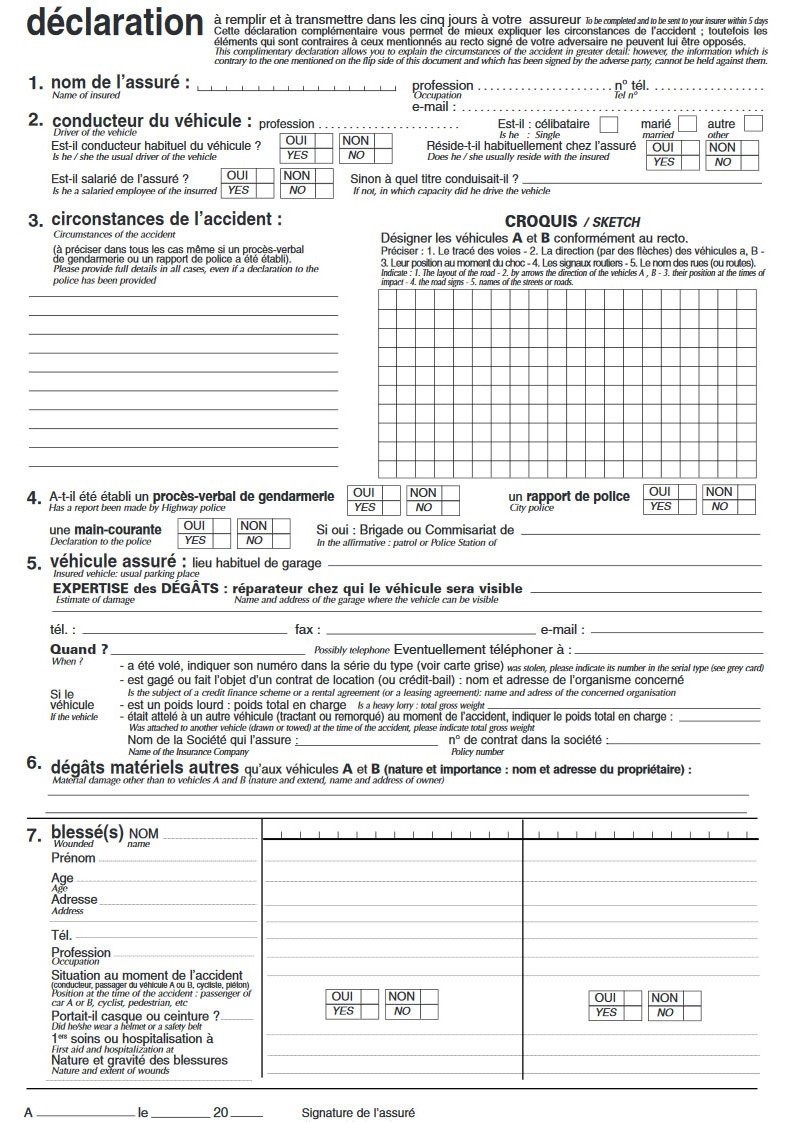 déclaration
à remplir et à transmettre dans les cinq jours à votre assureur To be completed and to be sent to your insurer within 5 days
Cette déclaration complémentaire vous permet de mieux expliquer les circonstances de l'accident ; toutefois les
éléments qui sont contraires à ceux mentionnés au recto signé de votre adversaire ne peuvent lui être opposés.
This complimentary declaration allows you to explain the circumstances of the accident in greater detail: however, the information which is
contrary to the one mentioned on the flip side of this document and which has been signed by the adverse party, cannot be held against them.
1. nom de l'assuré : profession n° tél.
Name of insured Occupation Tel n°
e-mail :
2. conducteur du véhicule : profession Est-il : célibataire marié autre
Driver of the vehicle Is he : Single married other
Est-il conducteur habituel du véhicule ? OUI NON Réside-t-il habituellement chez l'assuré OUI NON
Is he / she the usual driver of the vehicle YES NO Does he / she usually reside with the insured YES NO
Est-il salarié de l'assuré ? OUI NON Sinon à quel titre conduisait-il ?
Is he a salaried employee of the insurred YES NO If not, in which capacity did he drive the vehicle
3. circonstances de l'accident :
Circumstances of the accident
(à préciser dans tous les cas même si un procès-verbal
de gendarmerie ou un rapport de police a été établi).
Please provide full details in all cases, even if a declaration to the
police has been provided
CROQUIS / SKETCH
Désigner les véhicules A et B conformément au recto.
Préciser : 1. Le tracé des voies - 2. La direction (par des flèches) des véhicules a, B -
3. Leur position au moment du choc - 4. Les signaux routiers - 5. Le nom des rues (ou routes).
Indicate : 1. The layout of the road - 2. by arrows the direction of the vehicles A , B - 3. their position at the times of
impact - 4. the road signs - 5. names of the streets or roads.
4. A-t-il été établi un procès-verbal de gendarmerie OUI NON un rapport de police OUI NON
Has a report been made by Highway police YES NO City police YES NO
une main-courante OUI NON Si oui : Brigade ou Commisariat de
Declaration to the police YES NO In the affirmative : patrol or Police Station of
5. véhicule assuré : lieu habituel de garage
Insured vehicle: usual parking place
EXPERTISE des DÉGÂTS : réparateur chez qui le véhicule sera visible
Estimate of damage Name and address of the garage where the vehicle can be visible
tél. : fax : e-mail :
Quand ? Possibly telephone Eventuellement téléphoner à :
When ?
- a été volé, indiquer son numéro dans la série du type (voir carte grise) was stolen, please indicate its number in the serial type (see grey card)
- est gagé ou fait l'objet d'un contrat de location (ou crédit-bail) : nom et adresse de l'organisme concerné
Si le
véhicule
If the vehicle
Is the subject of a credit finance scheme or a rental agreement (or a leasing agreement): name and adress of the concerned organisation
- est un poids lourd : poids total en charge Is a heavy lorry : total gross weight
- était attelé à un autre véhicule (tractant ou remorqué) au moment de l'accident, indiquer le poids total en charge :
Was attached to another vehicle (drawn or towed) at the time of the accident, please indicate total gross weight
Nom de la Société qui l'assure : n° de contrat dans la société :
Name of the Insurance Company Policy number
6. dégâts matériels autres qu'aux véhicules A et B (nature et importance : nom et adresse du propriétaire) :
Material damage other than to vehicles A and B (nature and extend, name and address of owner)
7. blessé(s) NOM
Wounded name
Prénom
Age
Age
Adresse
Address
Tél.
Profession
Occupation
Situation au moment de l'accident
(conducteur, passager du véhicule A ou B, cycliste, piéton)
Position at the time of the accident : passenger of
car A or B, cyclist, pedestrian, etc
Portait-il casque ou ceinture ? OUI NON OUI NON
Did he/she wear a helmet or a safety belt YES NO YES NO
1ers soins ou hospitalisation à
First aid and hospitalization at
Nature et gravité des blessures
Nature and extent of wounds
A le 20 Signature de l'assuré